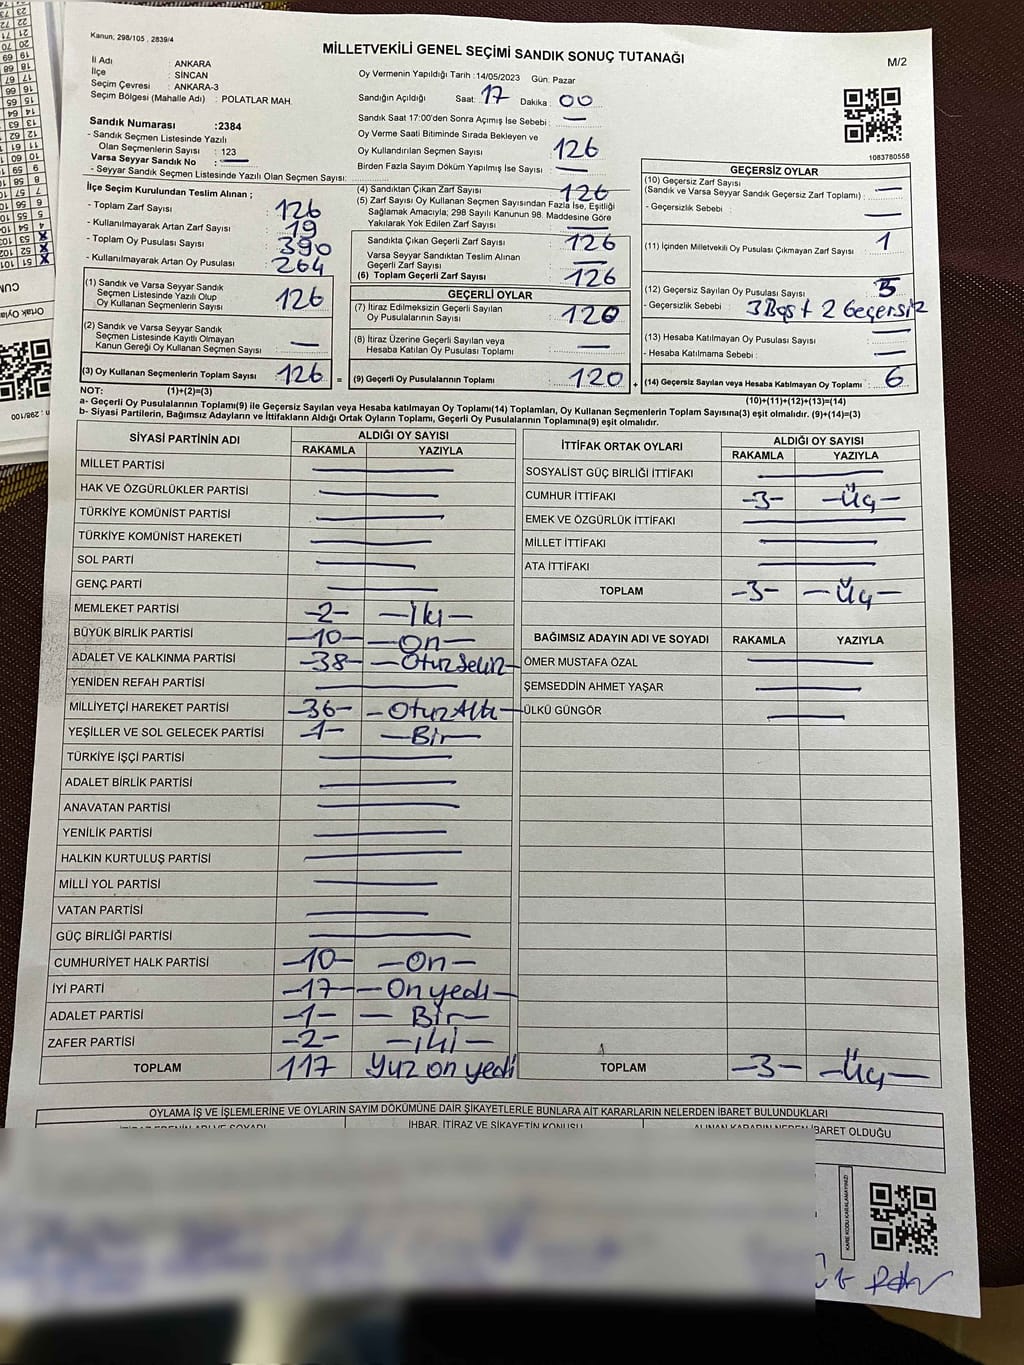 Kanun: 298/105 , 2839/4
MİLLETVEKİLİ GENEL SEÇİMİ SANDIK SONUÇ TUTANAĞI
M/2
İl Adı : ANKARA
İlçe : SİNCAN
Seçim Çevresi : ANKARA-3
Seçim Bölgesi (Mahalle Adı) : POLATLAR MAH.
Sandık Numarası :2384
- Sandık Seçmen Listesinde Yazılı
Olan Seçmenlerin Sayısı : 123
Varsa Seyyar Sandık No : —
- Seyyar Sandık Seçmen Listesinde Yazılı Olan Seçmen Sayısı:
Oy Vermenin Yapıldığı Tarih :14/05/2023 Gün: Pazar
Sandığın Açıldığı Saat: 17 Dakika : 00
Sandık Saat 17:00'den Sonra Açımış İse Sebebi : —
Oy Verme Saati Bitiminde Sırada Bekleyen ve
Oy Kullandırılan Seçmen Sayısı : 126
Birden Fazla Sayım Döküm Yapılmış İse Sayısı : —
1083780558
İlçe Seçim Kurulundan Teslim Alınan ;
- Toplam Zarf Sayısı : 126
- Kullanılmayarak Artan Zarf Sayısı : 19
- Toplam Oy Pusulası Sayısı : 390
- Kullanılmayarak Artan Oy Pusulası : 264
(1) Sandık ve Varsa Seyyar Sandık
Seçmen Listesinde Yazılı Olup
Oy Kullanan Seçmenlerin Sayısı : 126
(2) Sandık ve Varsa Seyyar Sandık
Seçmen Listesinde Kayıtlı Olmayan
Kanun Gereği Oy Kullanan Seçmen Sayısı : —
(3) Oy Kullanan Seçmenlerin Toplam Sayısı : 126 =
(4) Sandıktan Çıkan Zarf Sayısı 126
(5) Zarf Sayısı Oy Kullanan Seçmen Sayısından Fazla İse, Eşitliği
Sağlamak Amacıyla; 298 Sayılı Kanunun 98. Maddesine Göre
Yakılarak Yok Edilen Zarf Sayısı : —
Sandıkla Çıkan Geçerli Zarf Sayısı : 126
Varsa Seyyar Sandıktan Teslim Alınan
Geçerli Zarf Sayısı : —
(6) Toplam Geçerli Zarf Sayısı : 126
GEÇERLİ OYLAR
(7) İtiraz Edilmeksizin Geçerli Sayılan
Oy Pusulalarının Sayısı : 120
(8) İtiraz Üzerine Geçerli Sayılan veya
Hesaba Katılan Oy Pusulası Toplamı : —
(9) Geçerli Oy Pusulalarının Toplamı : 120 +
GEÇERSİZ OYLAR
(10) Geçersiz Zarf Sayısı
(Sandık ve Varsa Seyyar Sandık Geçersiz Zarf Toplamı) : —
- Geçersizlik Sebebi : —
(11) İçinden Milletvekili Oy Pusulası Çıkmayan Zarf Sayısı : 1
(12) Geçersiz Sayılan Oy Pusulası Sayısı : 5
- Geçersizlik Sebebi : 3 Boş + 2 Geçersiz
(13) Hesaba Katılmayan Oy Pusulası Sayısı : —
- Hesaba Katılmama Sebebi : —
(14) Geçersiz Sayılan veya Hesaba Katılmayan Oy Toplamı : 6
NOT: (1)+(2)=(3) (10)+(11)+(12)+(13)=(14)
a- Geçerli Oy Pusulalarının Toplamı(9) ile Geçersiz Sayılan veya Hesaba katılmayan Oy Toplamı(14) Toplamları, Oy Kullanan Seçmenlerin Toplam Sayısına(3) eşit olmalıdır. (9)+(14)=(3)
b- Siyasi Partilerin, Bağımsız Adayların ve İttifakların Aldığı Ortak Oyların Toplamı, Geçerli Oy Pusulalarının Toplamına(9) eşit olmalıdır.
SİYASİ PARTİNİN ADI ALDIĞI OY SAYISI
RAKAMLA YAZIYLA
MİLLET PARTİSİ —
HAK VE ÖZGÜRLÜKLER PARTİSİ —
TÜRKİYE KOMÜNİST PARTİSİ —
TÜRKİYE KOMÜNİST HAREKETİ —
SOL PARTİ —
GENÇ PARTİ —
MEMLEKET PARTİSİ -2- -İki-
BÜYÜK BİRLİK PARTİSİ -10- -On-
ADALET VE KALKINMA PARTİSİ -38- -Otuz Sekiz-
YENİDEN REFAH PARTİSİ —
MİLLİYETÇİ HAREKET PARTİSİ -36- -Otuz Altı-
YEŞİLLER VE SOL GELECEK PARTİSİ -1- -Bir-
TÜRKİYE İŞÇİ PARTİSİ —
ADALET BİRLİK PARTİSİ —
ANAVATAN PARTİSİ —
YENİLİK PARTİSİ —
HALKIN KURTULUŞ PARTİSİ —
MİLLİ YOL PARTİSİ —
VATAN PARTİSİ —
GÜÇ BİRLİĞİ PARTİSİ —
CUMHURİYET HALK PARTİSİ -10- -On-
İYİ PARTİ -17- -On yedi-
ADALET PARTİSİ -1- -Bir-
ZAFER PARTİSİ -2- -iki-
TOPLAM 117 Yüz on yedi
İTTİFAK ORTAK OYLARI ALDIĞI OY SAYISI
RAKAMLA YAZIYLA
SOSYALİST GÜÇ BİRLİĞİ İTTİFAKI —
CUMHUR İTTİFAKI -3- -Üç-
EMEK VE ÖZGÜRLÜK İTTİFAKI —
MİLLET İTTİFAKI —
ATA İTTİFAKI —
TOPLAM -3- -Üç-
BAĞIMSIZ ADAYIN ADI VE SOYADI RAKAMLA YAZIYLA
ÖMER MUSTAFA ÖZAL —
ŞEMSEDDİN AHMET YAŞAR —
ÜLKÜ GÜNGÖR —
TOPLAM -3- -Üç-
OYLAMA İŞ VE İŞLEMLERİNE VE OYLARIN SAYIM DÖKÜMÜNE DAİR ŞİKAYETLERLE BUNLARA AİT KARARLARIN NELERDEN İBARET BULUNDUKLARI
İHBAR, İTİRAZ VE ŞİKAYETİN KONUSU
İBARET OLDUĞU
KARE KODU KARALAMAYINIZ!